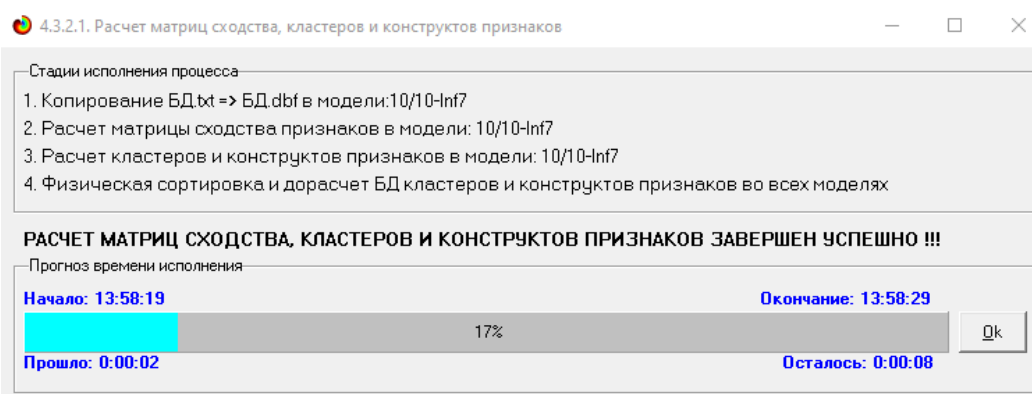 4.3.2.1. Расчет матриц сходства, кластеров и конструктов признаков
Стадии исполнения процесса
1. Копирование БД.txt => БД.dbf в модели:10/10-Inf7
2. Расчет матрицы сходства признаков в модели: 10/10-Inf7
3. Расчет кластеров и конструктов признаков в модели: 10/10-Inf7
4. Физическая сортировка и дорасчет БД кластеров и конструктов признаков во всех моделях
РАСЧЕТ МАТРИЦ СХОДСТВА, КЛАСТЕРОВ И КОНСТРУКТОВ ПРИЗНАКОВ ЗАВЕРШЕН УСПЕШНО !!!
Прогноз времени исполнения
Начало: 13:58:19 Окончание: 13:58:29
17% Ok
Прошло: 0:00:02 Осталось: 0:00:08